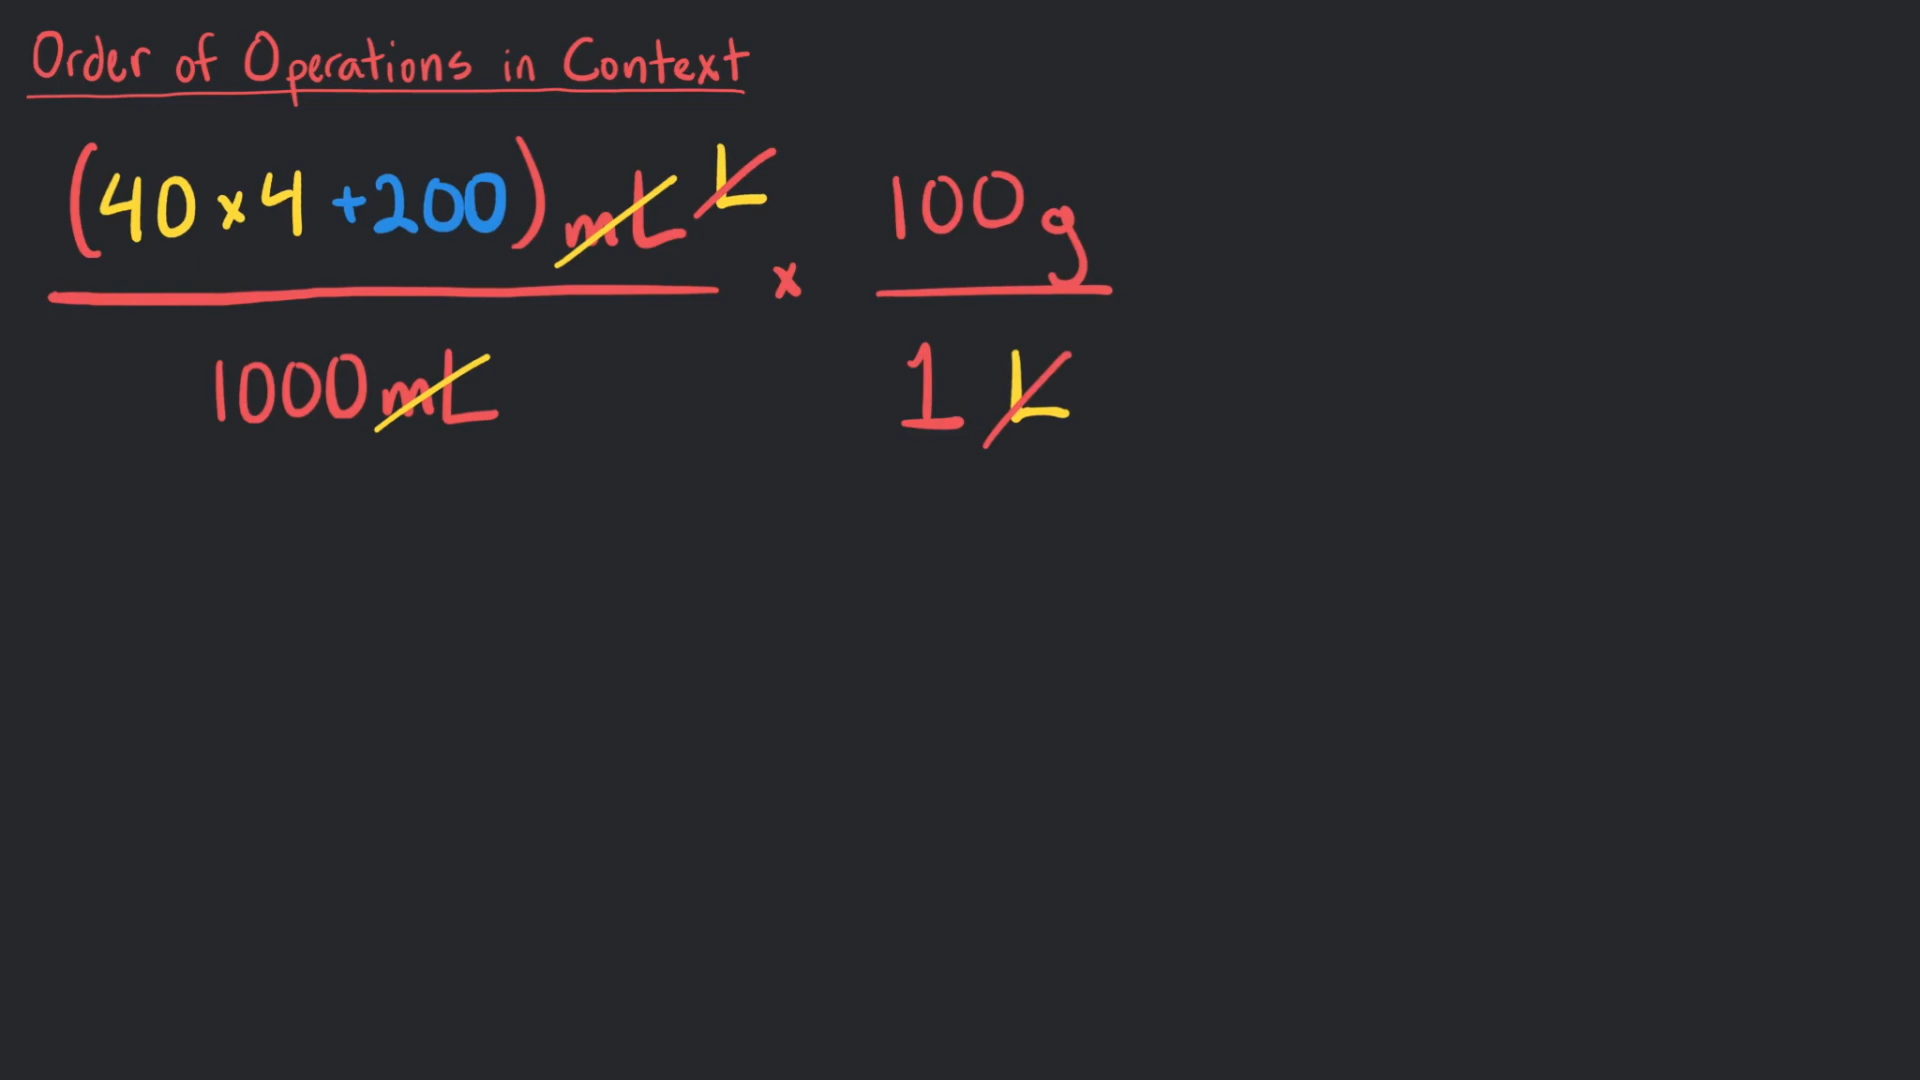 Order of Operations in Context
(40 x 4 + 200) mL L x 100 g
1000 mL 1 L